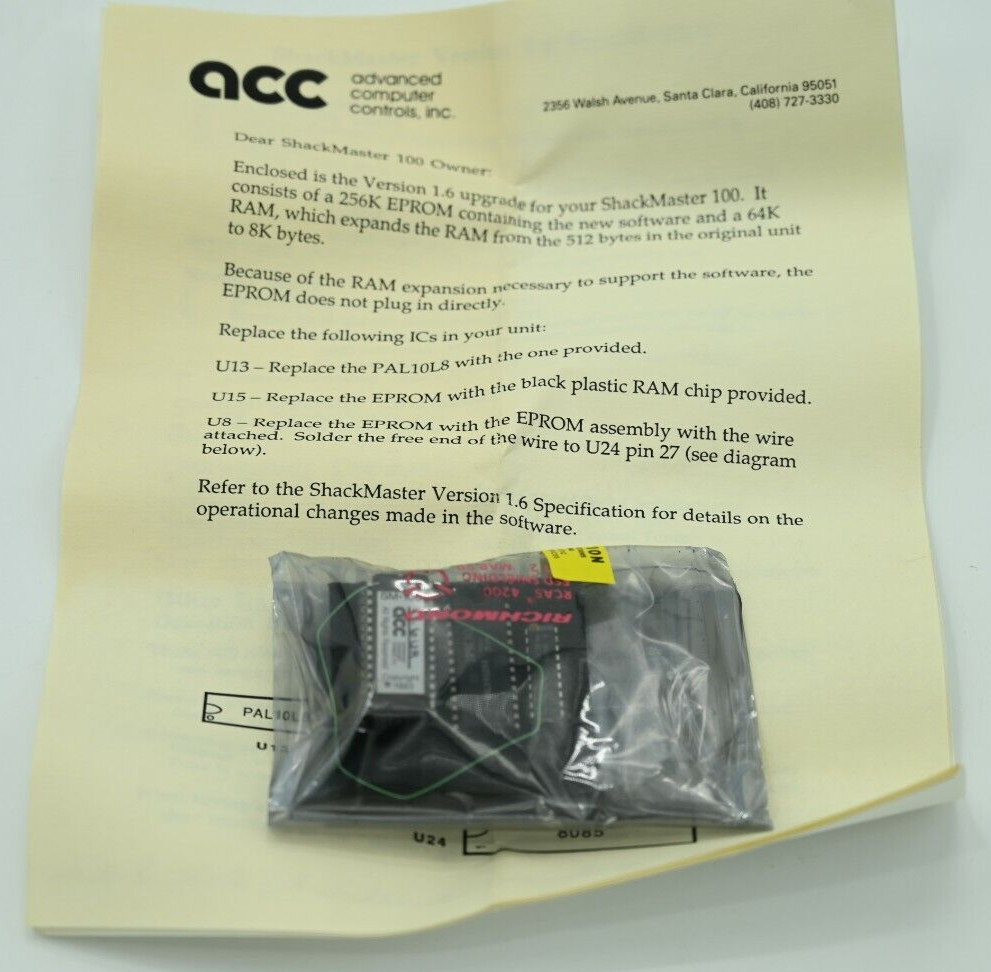 acc
advanced
computer
controls, inc.
2356 Walsh Avenue, Santa Clara, California 95051
(408) 727-3330
Dear ShackMaster 100 Owner:
Enclosed is the Version 1.6 upgrade for your ShackMaster 100. It
consists of a 256K EPROM containing the new software and a 64K
RAM, which expands the RAM from the 512 bytes in the original unit
to 8K bytes.
Because of the RAM expansion necessary to support the software, the
EPROM does not plug in directly.
Replace the following ICs in your unit:
U13 – Replace the PAL10L8 with the one provided.
U15 – Replace the EPROM with the black plastic RAM chip provided.
U8 – Replace the EPROM with the EPROM assembly with the wire
attached. Solder the free end of the wire to U24 pin 27 (see diagram
below).
Refer to the ShackMaster Version 1.6 Specification for details on the
operational changes made in the software.
RCAS 4200
RICHMOND
acc
Copyright
PAL10L
U13
U24
8085